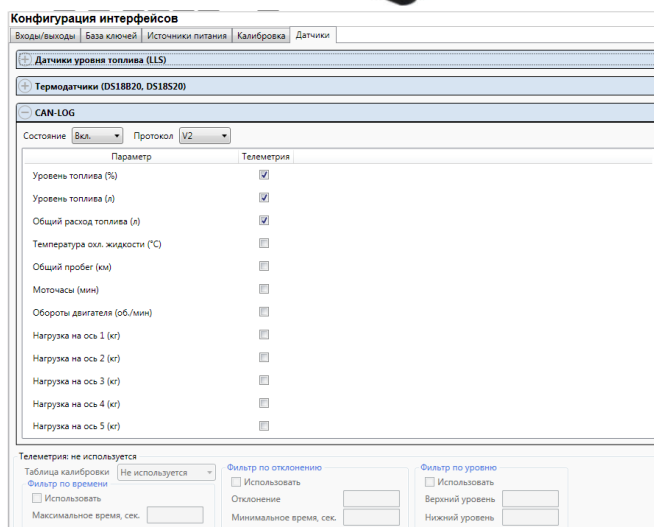 Конфигурация интерфейсов
Входы/выходы База ключей Источники питания Калибровка Датчики
Датчики уровня топлива (LLS)
Термодатчики (DS18B20, DS18S20)
CAN-LOG
Состояние Вкл. Протокол V2
Параметр Телеметрия
Уровень топлива (%)
Уровень топлива (л)
Общий расход топлива (л)
Температура охл. жидкости (°C)
Общий пробег (км)
Моточасы (мин)
Обороты двигателя (об./мин)
Нагрузка на ось 1 (кг)
Нагрузка на ось 2 (кг)
Нагрузка на ось 3 (кг)
Нагрузка на ось 4 (кг)
Нагрузка на ось 5 (кг)
Телеметрия: не используется
Таблица калибровки Не используется Фильтр по отклонению Фильтр по уровню
Фильтр по времени Использовать Использовать
Использовать Отклонение Верхний уровень
Максимальное время, сек. Минимальное время, сек. Нижний уровень